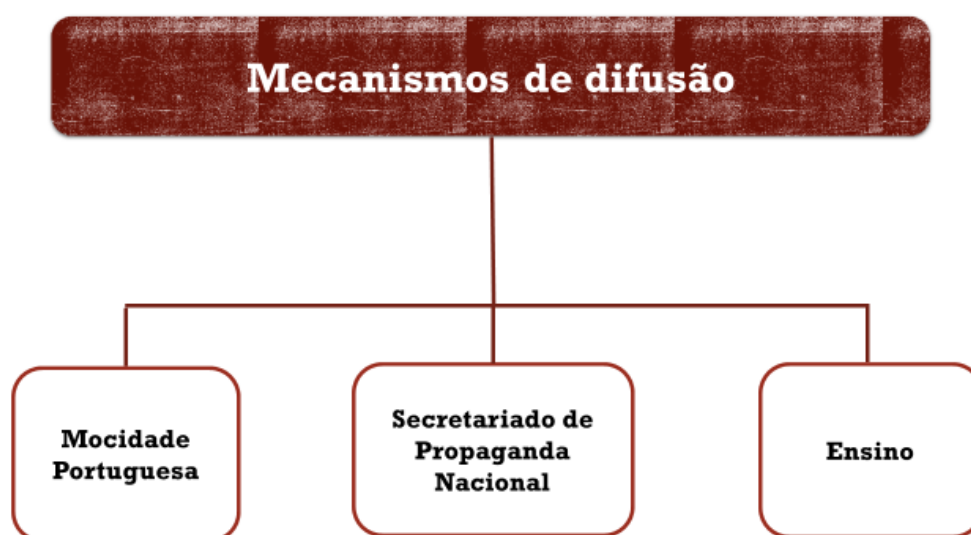 Mecanismos de difusão
Mocidade
Portuguesa
Secretariado de
Propaganda
Nacional
Ensino